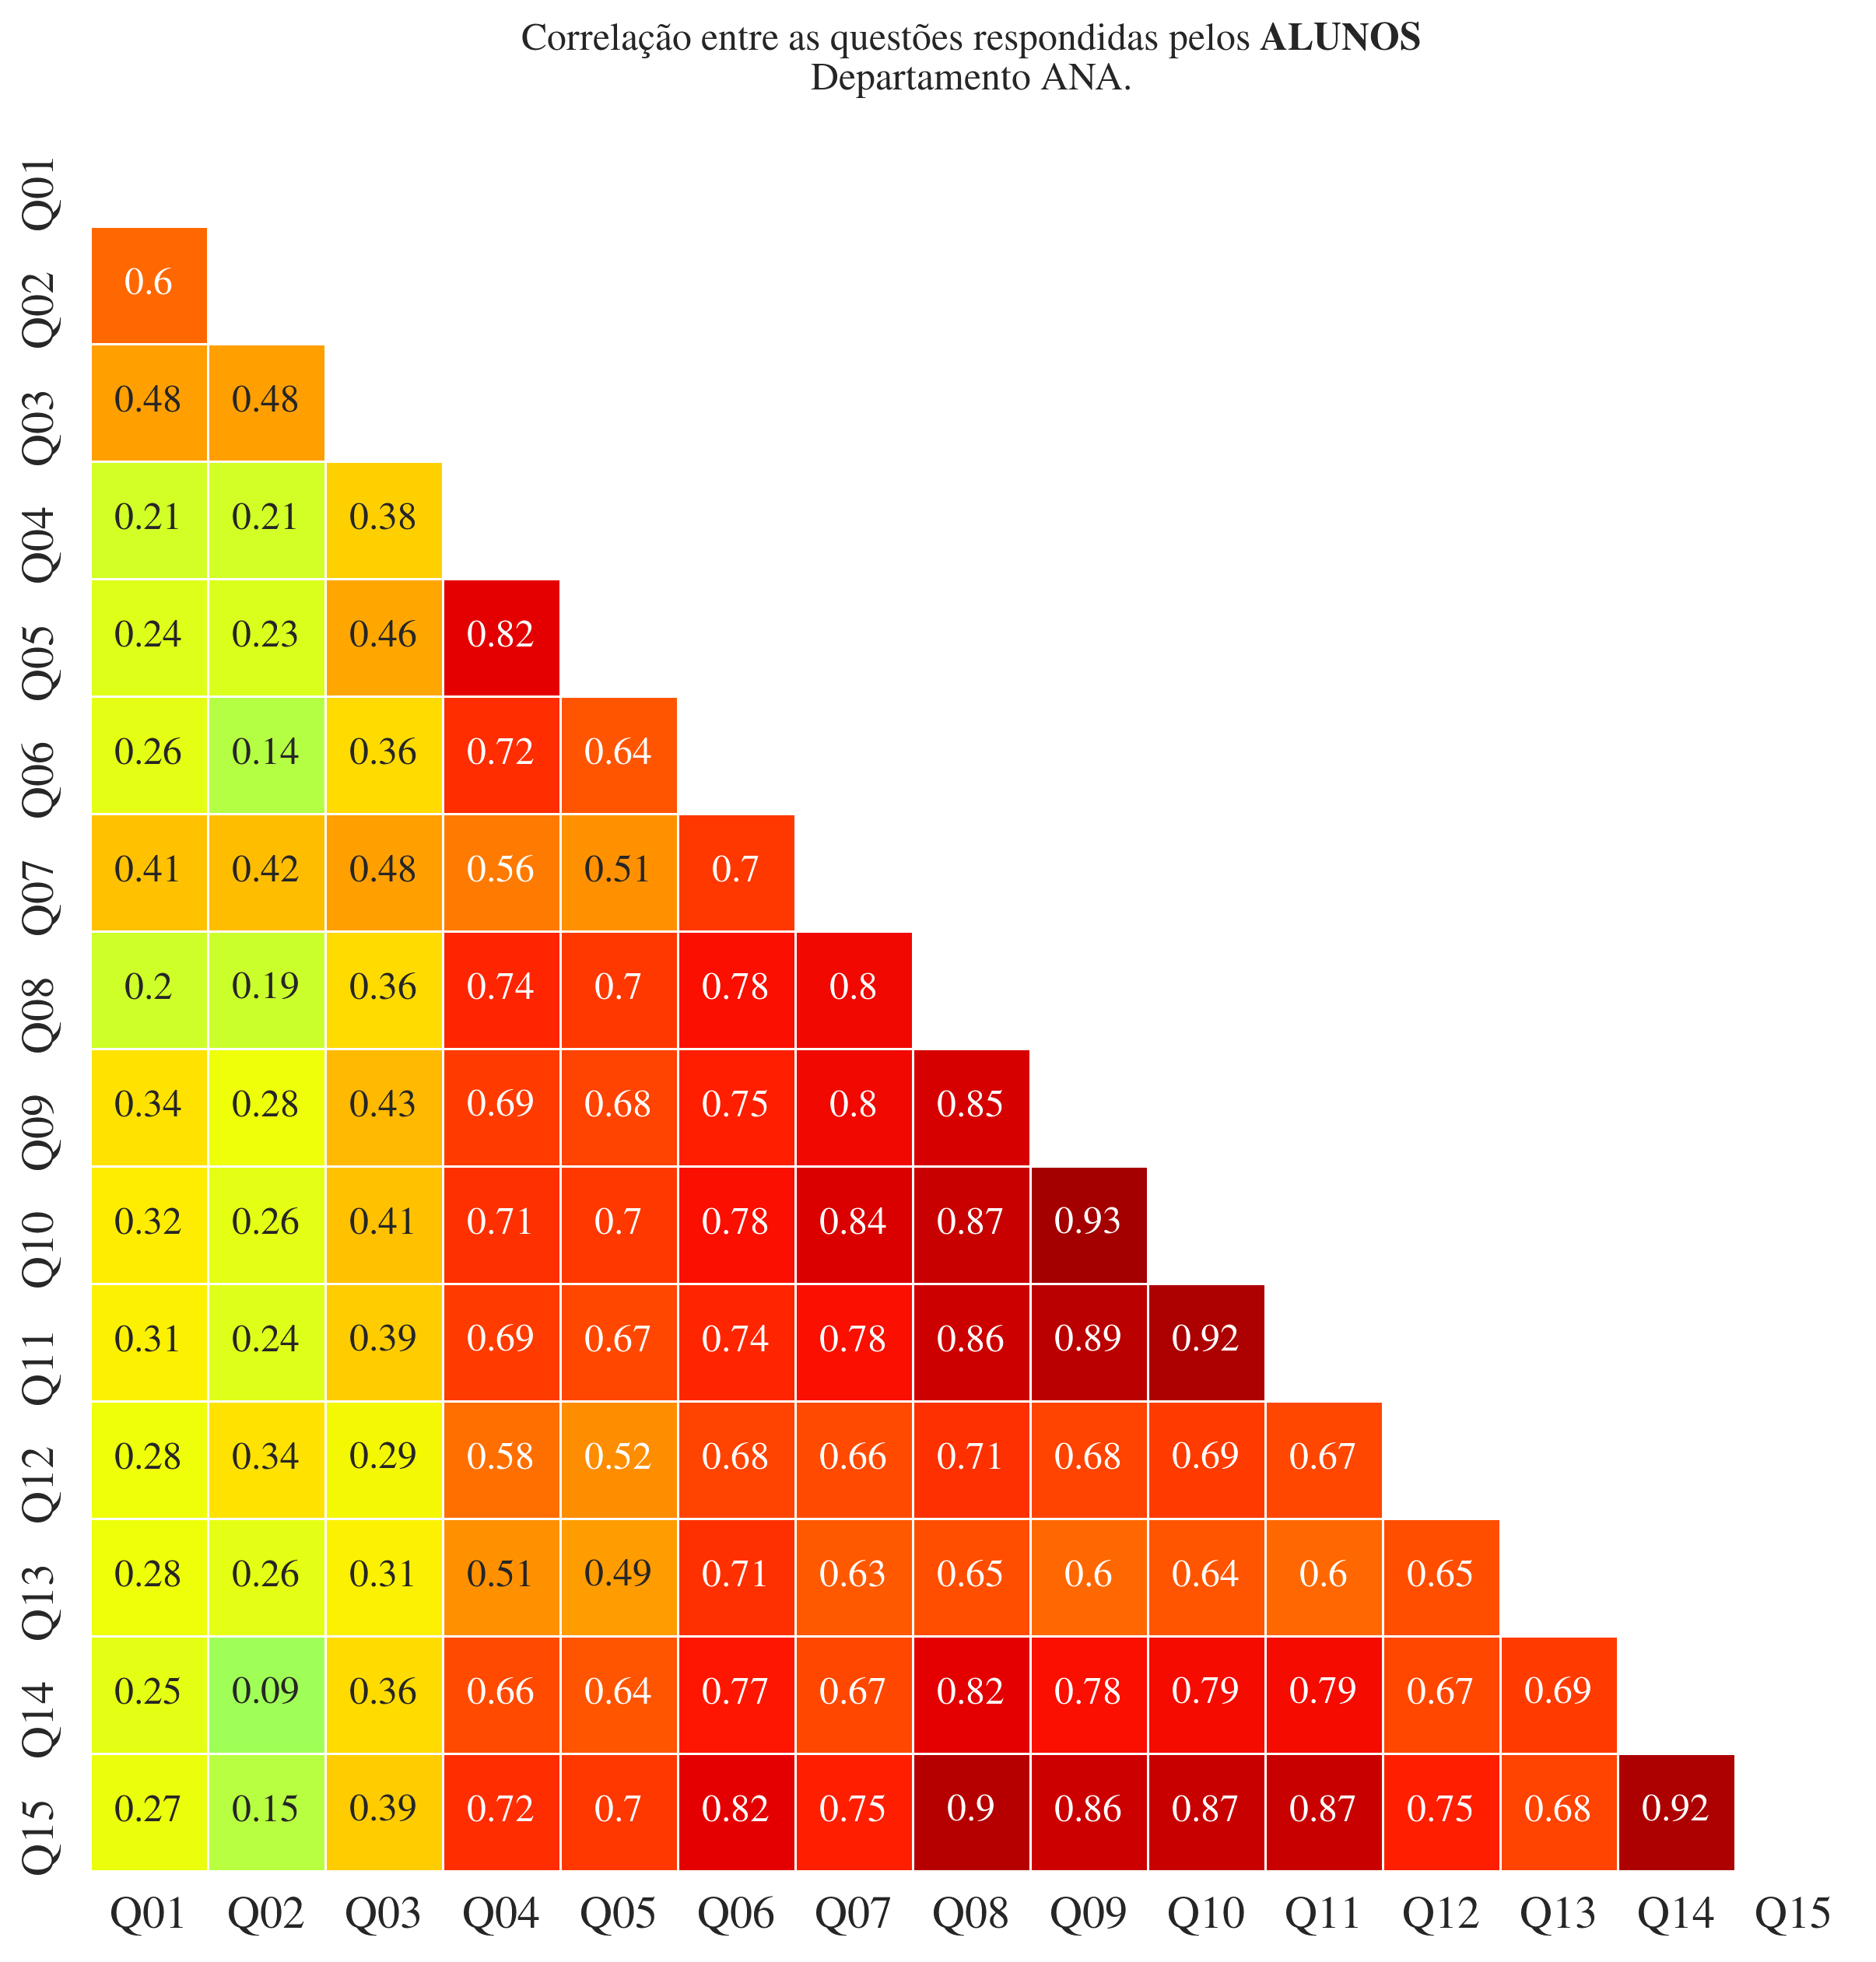 Correlação entre as questões respondidas pelos ALUNOS
Departamento ANA.
Q01
Q02 0.6
Q03 0.48 0.48
Q04 0.21 0.21 0.38
Q05 0.24 0.23 0.46 0.82
Q06 0.26 0.14 0.36 0.72 0.64
Q07 0.41 0.42 0.48 0.56 0.51 0.7
Q08 0.2 0.19 0.36 0.74 0.7 0.78 0.8
Q09 0.34 0.28 0.43 0.69 0.68 0.75 0.8 0.85
Q10 0.32 0.26 0.41 0.71 0.7 0.78 0.84 0.87 0.93
Q11 0.31 0.24 0.39 0.69 0.67 0.74 0.78 0.86 0.89 0.92
Q12 0.28 0.34 0.29 0.58 0.52 0.68 0.66 0.71 0.68 0.69 0.67
Q13 0.28 0.26 0.31 0.51 0.49 0.71 0.63 0.65 0.6 0.64 0.6 0.65
Q14 0.25 0.09 0.36 0.66 0.64 0.77 0.67 0.82 0.78 0.79 0.79 0.67 0.69
Q15 0.27 0.15 0.39 0.72 0.7 0.82 0.75 0.9 0.86 0.87 0.87 0.75 0.68 0.92
Q01 Q02 Q03 Q04 Q05 Q06 Q07 Q08 Q09 Q10 Q11 Q12 Q13 Q14 Q15